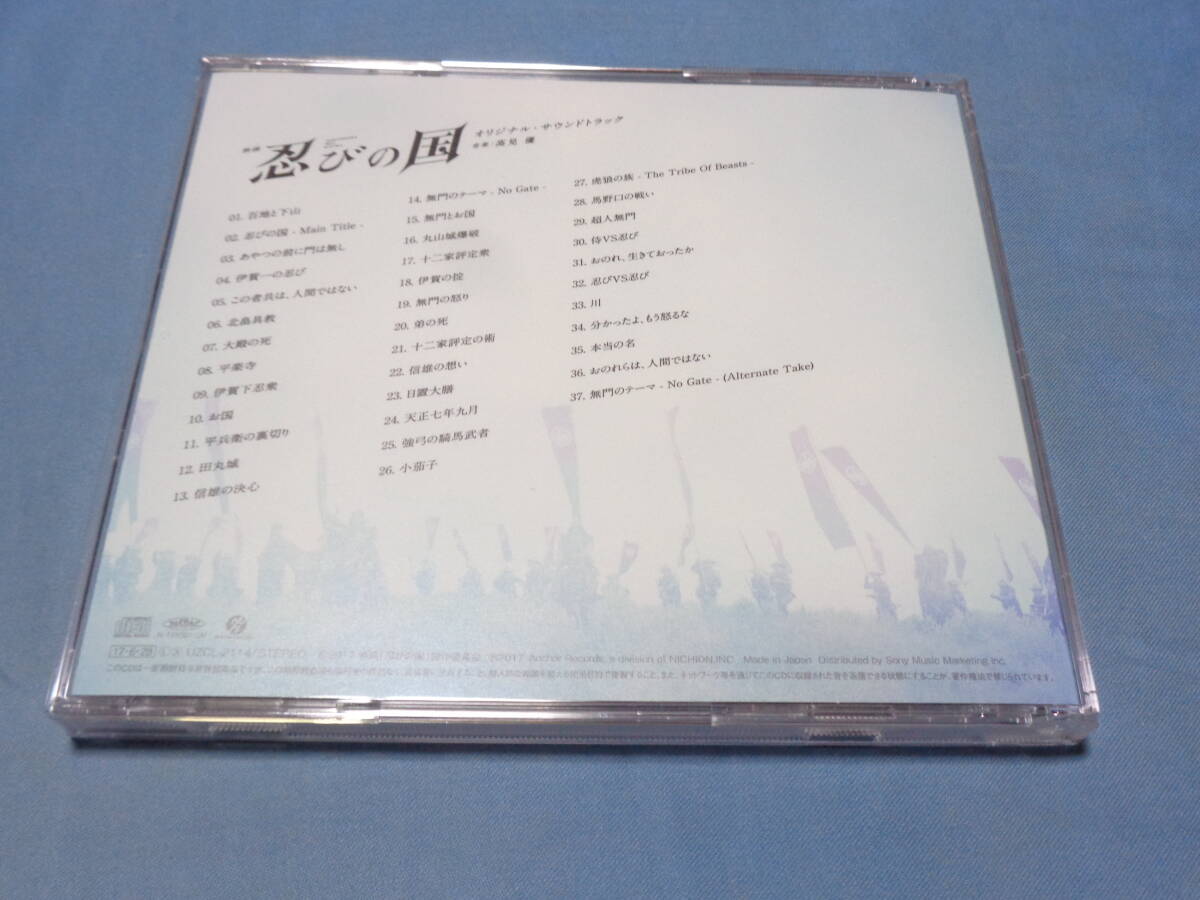 映画
忍びの国
オリジナル・サウンドトラック
音楽：高見 優
01. 百地と下山
02. 忍びの国 - Main Title -
03. あやつの前に門は無し
04. 伊賀一の忍び
05. この者共は、人間ではない
06. 北畠具教
07. 大殿の死
08. 平楽寺
09. 伊賀下忍衆
10. お国
11. 平兵衛の裏切り
12. 田丸城
13. 信雄の決心
14. 無門のテーマ - No Gate -
15. 無門とお国
16. 丸山城爆破
17. 十二家評定衆
18. 伊賀の掟
19. 無門の怒り
20. 弟の死
21. 十二家評定の術
22. 信雄の想い
23. 日置大膳
24. 天正七年九月
25. 強弓の騎馬武者
26. 小茄子
27. 虎狼の族 - The Tribe Of Beasts -
28. 馬野口の戦い
29. 超人無門
30. 侍VS忍び
31. おのれ、生きておったか
32. 忍びVS忍び
33. 川
34. 分かったよ、もう怒るな
35. 本当の名
36. おのれらは、人間ではない
37. 無門のテーマ - No Gate - (Alternate Take)
17-6-28 UZCL-2114/STEREO ℗2017 Anchor Records, a division of NICHION,INC. Made in Japan Distributed by Sony Music Marketing Inc.